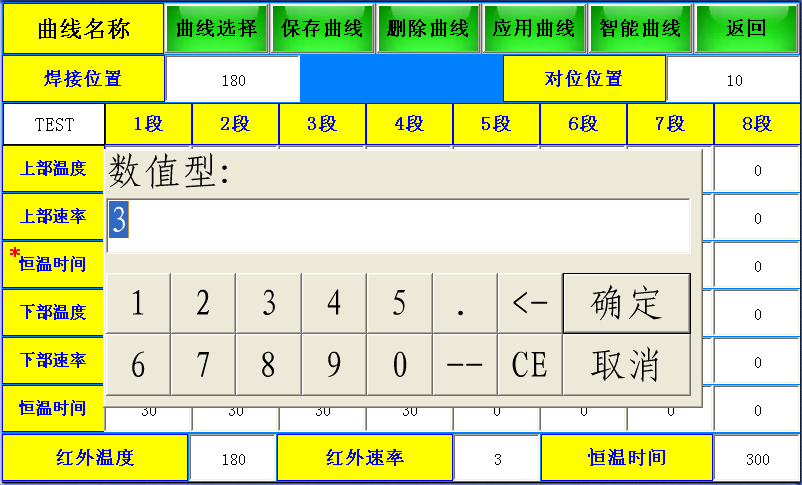 曲线名称 曲线选择 保存曲线 删除曲线 应用曲线 智能曲线 返回
焊接位置 180 对位位置 10
TEST 1段 2段 3段 4段 5段 6段 7段 8段
上部温度 0
数值型:
上部速率 3 0
*恒温时间 0
1 2 3 4 5 . <- 确定
下部温度 0
下部速率 0
6 7 8 9 0 -- CE 取消
恒温时间 30 30 30 30 0 0 0 0
红外温度 180 红外速率 3 恒温时间 300